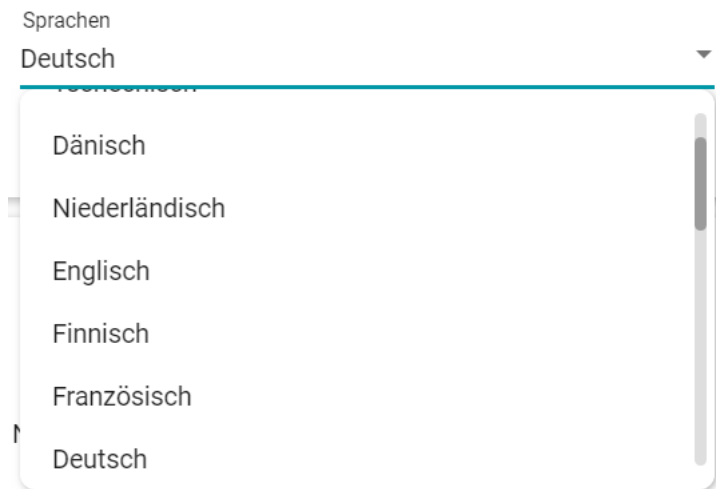 Sprachen
Deutsch
Dänisch
Niederländisch
Englisch
Finnisch
Französisch
Deutsch